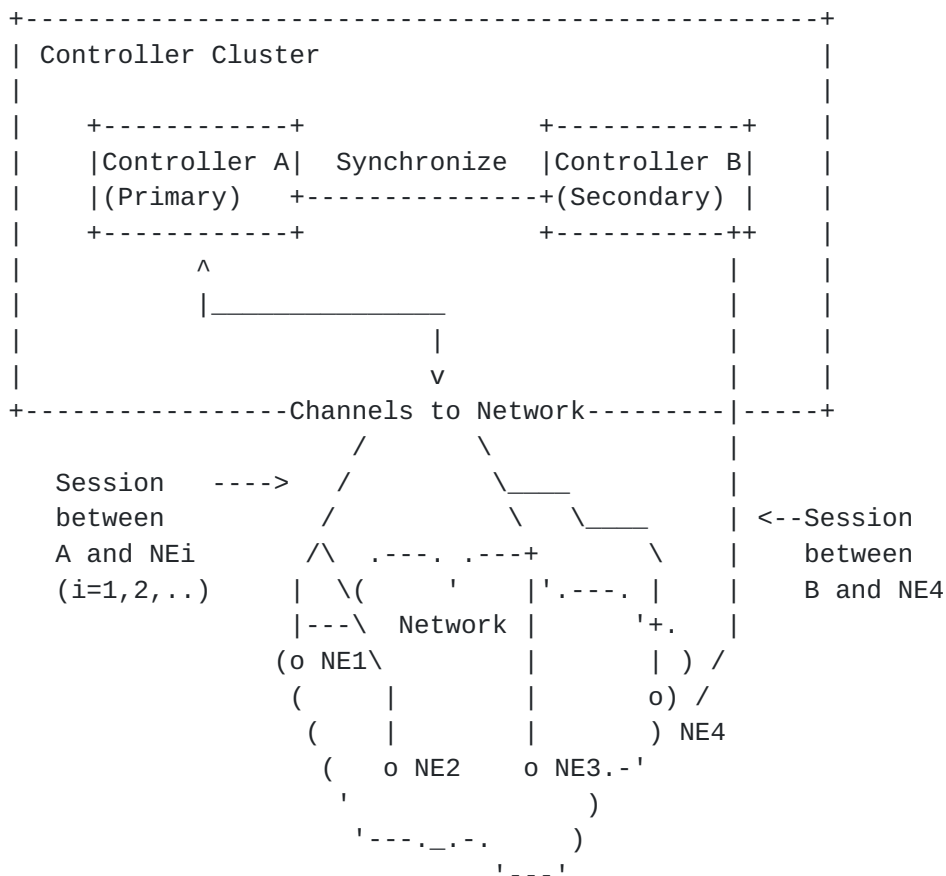 Controller Cluster
Controller A Synchronize Controller B
(Primary) (Secondary)
Channels to Network
Session
between <--Session
A and NEi between
(i=1,2,..) B and NE4
Network
NE1
NE4
NE2 NE3